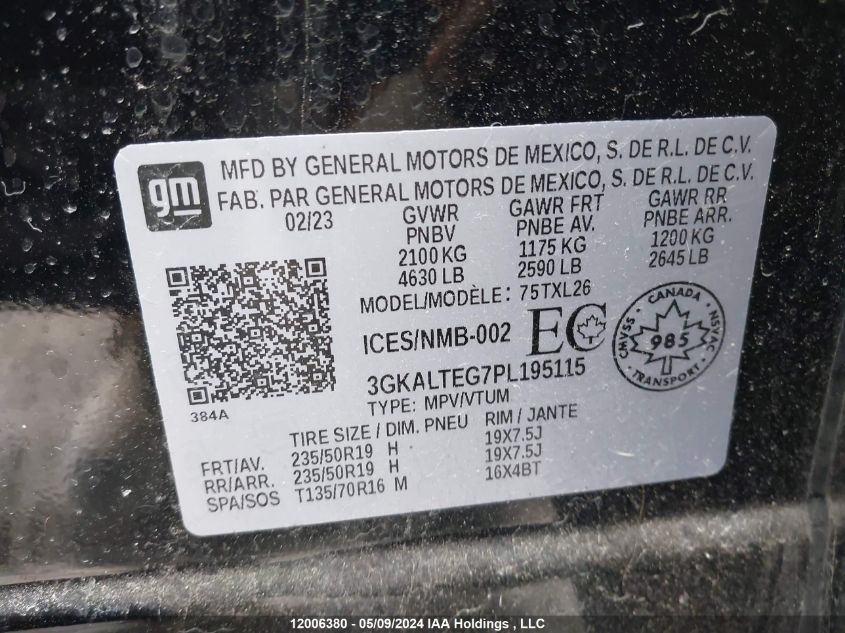 gm
MFD BY GENERAL MOTORS DE MEXICO, S. DE R.L. DE C.V.
FAB. PAR GENERAL MOTORS DE MEXICO, S. DE R.L. DE C.V.
02/23 GVWR GAWR FRT GAWR RR
PNBV PNBE AV. PNBE ARR.
2100 KG 1175 KG 1200 KG
4630 LB 2590 LB 2645 LB
MODEL/MODÈLE: 75TXL26
ICES/NMB-002 EC
CANADA
CMVSS 985 NSVAC
TRANSPORT
3GKALTEG7PL195115
384A
TYPE: MPV/VTUM
TIRE SIZE / DIM. PNEU RIM / JANTE
FRT/AV. 235/50R19 H 19X7.5J
RR/ARR. 235/50R19 H 19X7.5J
SPA/SOS T135/70R16 M 16X4BT
12006380 - 05/09/2024 IAA Holdings , LLC